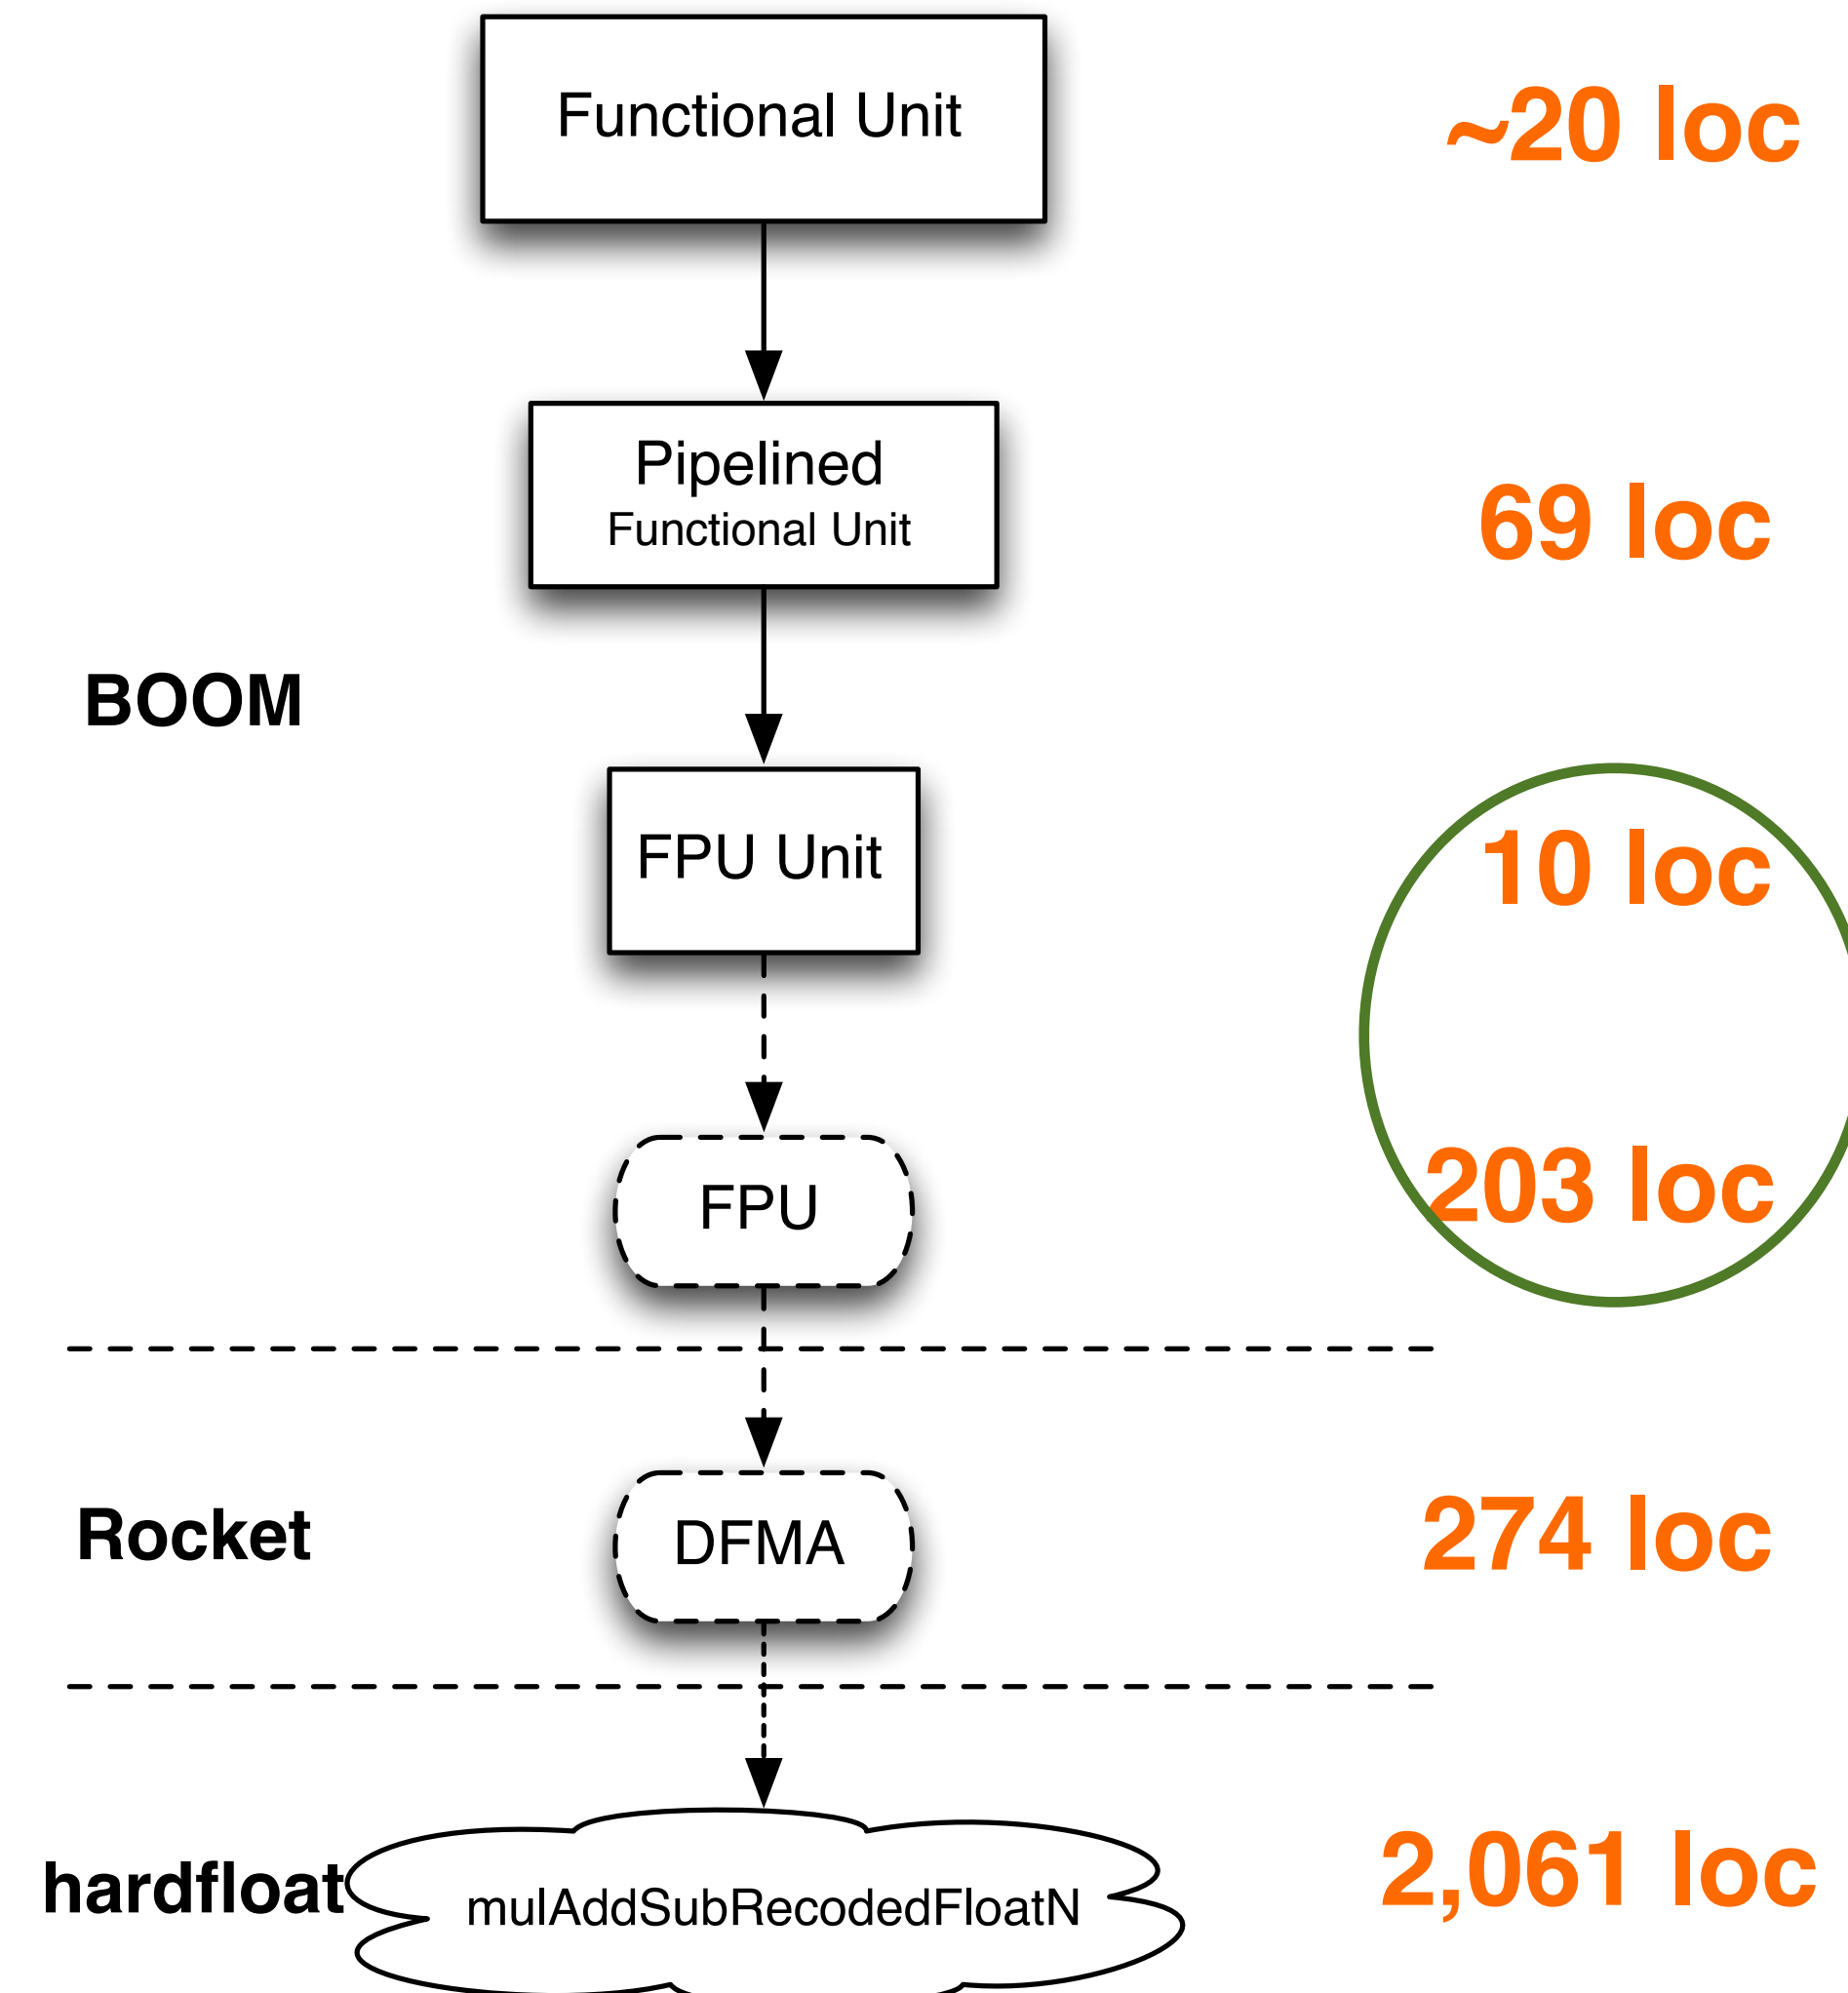 Functional Unit
~20 loc
Pipelined
Functional Unit
69 loc
BOOM
FPU Unit
10 loc
FPU
203 loc
Rocket
DFMA
274 loc
hardfloat
mulAddSubRecodedFloatN
2,061 loc